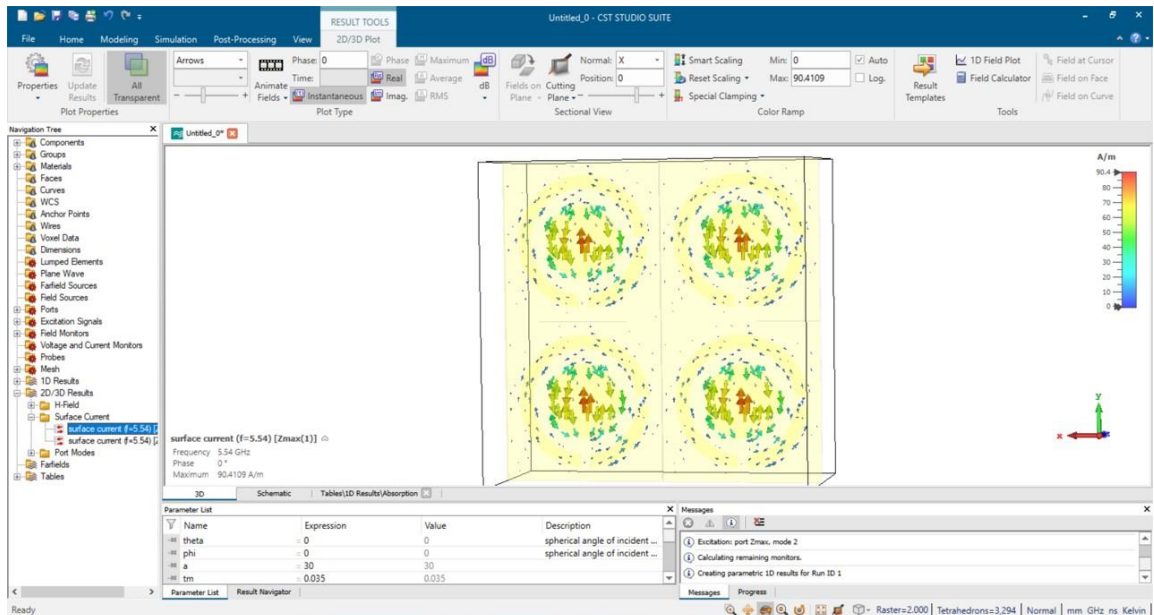 RESULT TOOLS
Untitled_0 - CST STUDIO SUITE
File Home Modeling Simulation Post-Processing View 2D/3D Plot
Properties
Update Results
All Transparent
Plot Properties
Arrows
Animate Fields
Phase: 0
Time:
Instantaneous
Phase
Real
Imag.
Maximum
Average
RMS
dB
dB
Plot Type
Fields on Plane
Cutting Plane
Normal: X
Position: 0
Sectional View
Smart Scaling
Reset Scaling
Special Clamping
Min: 0
Max: 90.4109
Auto
Log.
Color Ramp
Result Templates
1D Field Plot
Field Calculator
Field at Cursor
Field on Face
Field on Curve
Tools
Navigation Tree
Components
Groups
Materials
Faces
Curves
WCS
Anchor Points
Wires
Voxel Data
Dimensions
Lumped Elements
Plane Wave
Farfield Sources
Field Sources
Ports
Excitation Signals
Field Monitors
Voltage and Current Monitors
Probes
Mesh
1D Results
2D/3D Results
H-Field
Surface Current
surface current (f=5.54) [Z
surface current (f=5.54) [Z
Port Modes
Farfields
Tables
Untitled_0*
A/m
90.4
80
70
60
50
40
30
20
10
0
y
x
surface current (f=5.54) [Zmax(1)]
Frequency 5.54 GHz
Phase 0°
Maximum 90.4109 A/m
3D Schematic Tables\1D Results\Absorption
Parameter List
Name Expression Value Description
theta = 0 0 spherical angle of incident ...
phi = 0 0 spherical angle of incident ...
a = 30 30
tm = 0.035 0.035
Parameter List Result Navigator
Messages
Excitation: port Zmax, mode 2
Calculating remaining monitors.
Creating parametric 1D results for Run ID 1
Messages Progress
Ready
Raster=2.000 Tetrahedrons=3,294 Normal mm GHz ns Kelvin